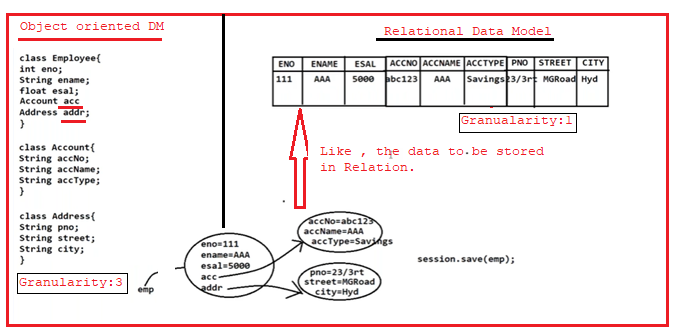 Object oriented DM
class Employee{
int eno;
String ename;
float esal;
Account acc
Address addr;
}
class Account{
String accNo;
String accName;
String accType;
}
class Address{
String pno;
String street;
String city;
}
Granularity:3
emp
eno=111
ename=AAA
esal=5000
acc
addr
accNo=abc123
accName=AAA
accType=Savings
pno=23/3rt
street=MGRoad
city=Hyd
Relational Data Model
ENO ENAME ESAL ACCNO ACCNAME ACCTYPE PNO STREET CITY
111 AAA 5000 abc123 AAA Savings 23/3rt MGRoad Hyd
Granualarity:1
Like , the data to be stored
in Relation.
session.save(emp);